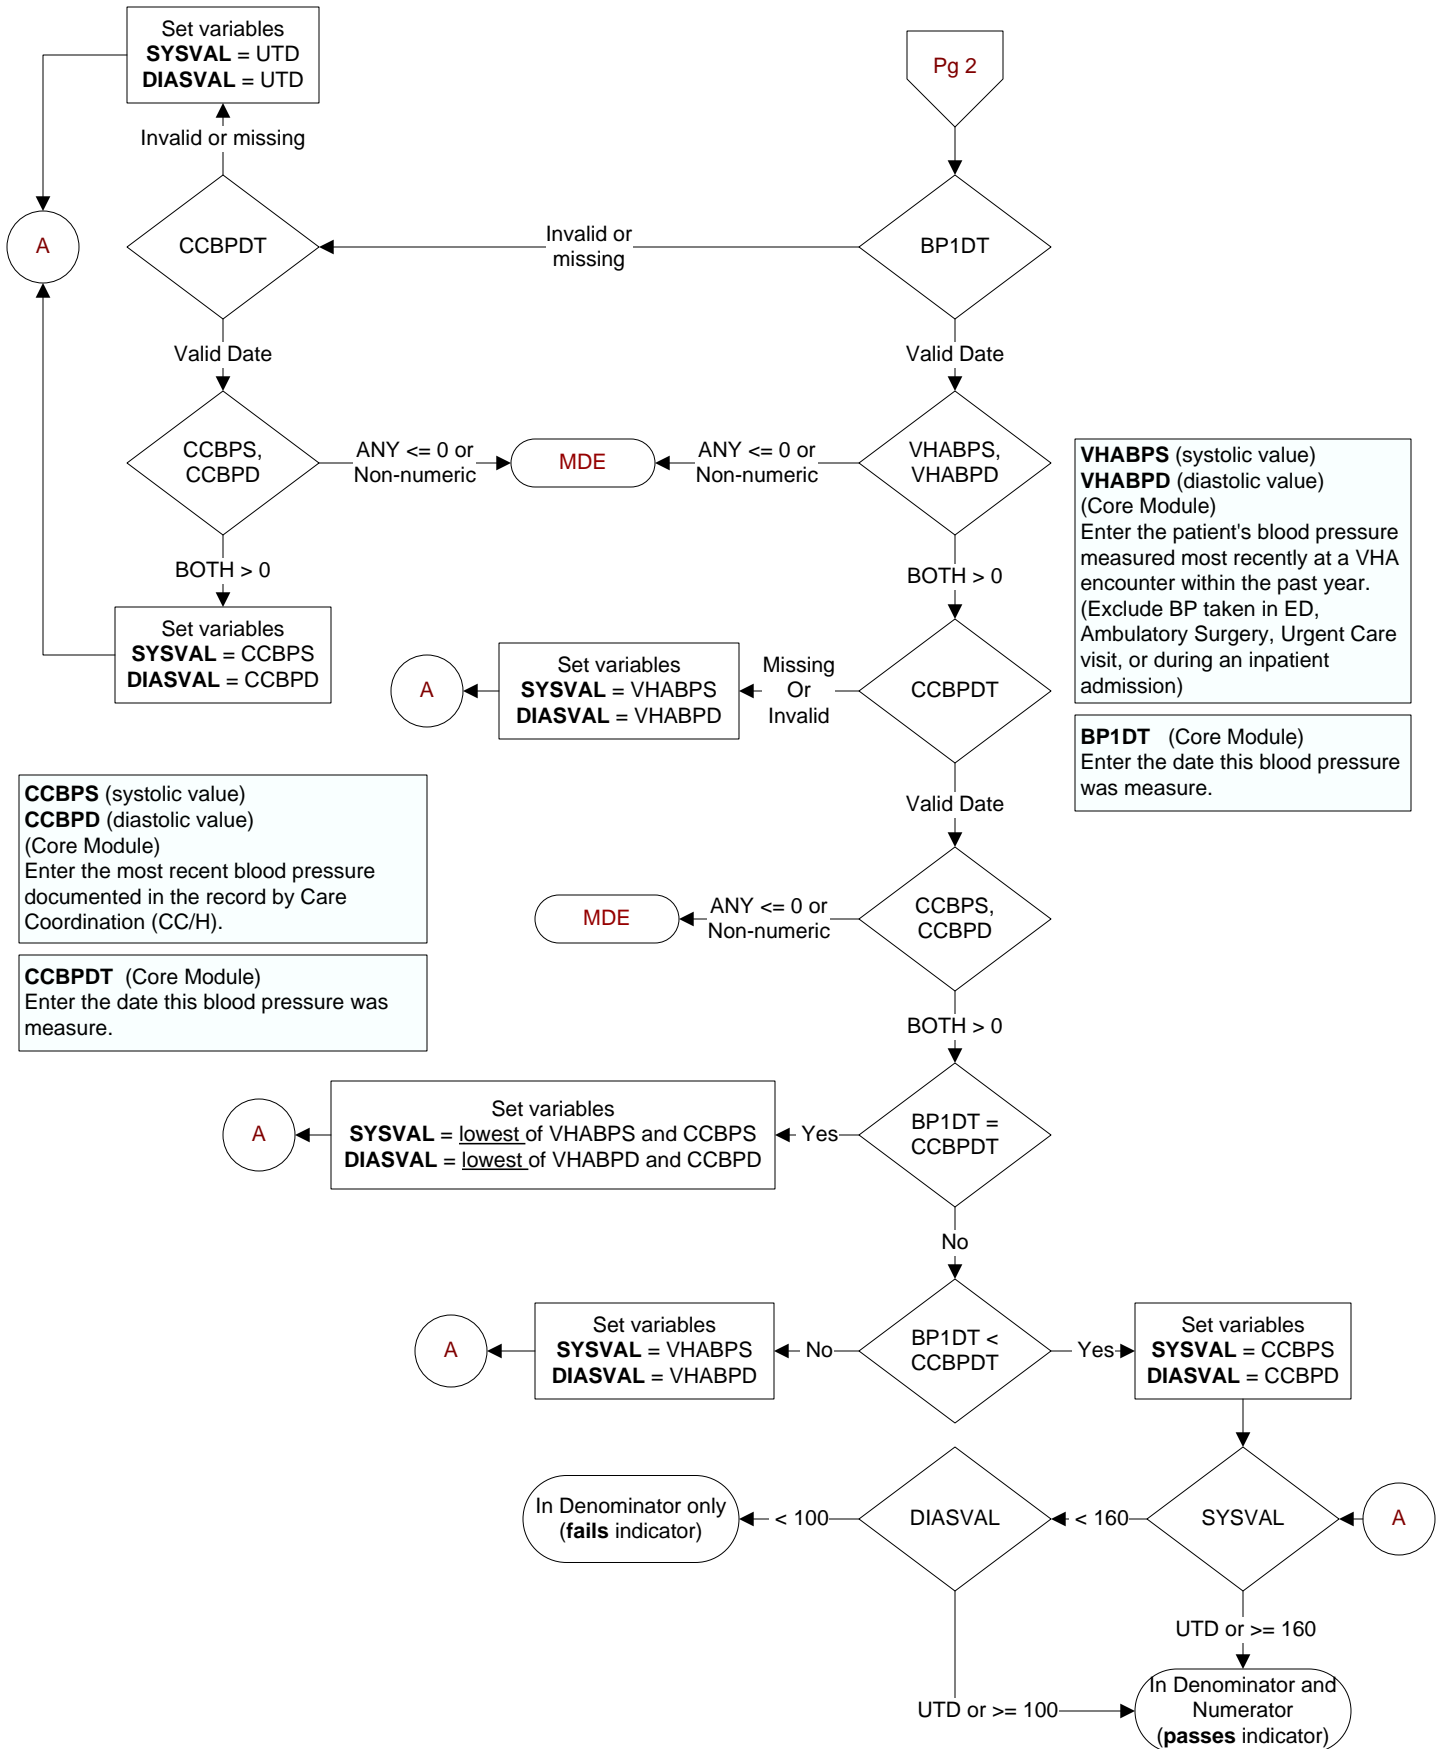 Set variables
SYSVAL = UTD
DIASVAL = UTD
Pg 2
Invalid or missing
A
CCBPDT
Invalid or
missing
BP1DT
Valid Date
Valid Date
CCBPS,
CCBPD
ANY <= 0 or
Non-numeric
MDE
ANY <= 0 or
Non-numeric
VHABPS,
VHABPD
VHABPS (systolic value)
VHABPD (diastolic value)
(Core Module)
Enter the patient's blood pressure
measured most recently at a VHA
encounter within the past year.
(Exclude BP taken in ED,
Ambulatory Surgery, Urgent Care
visit, or during an inpatient
admission)
BOTH > 0
BOTH > 0
Set variables
SYSVAL = CCBPS
DIASVAL = CCBPD
A
Set variables
SYSVAL = VHABPS
DIASVAL = VHABPD
Missing
Or
Invalid
CCBPDT
BP1DT (Core Module)
Enter the date this blood pressure
was measure.
Valid Date
CCBPS (systolic value)
CCBPD (diastolic value)
(Core Module)
Enter the most recent blood pressure
documented in the record by Care
Coordination (CC/H).
MDE
ANY <= 0 or
Non-numeric
CCBPS,
CCBPD
CCBPDT (Core Module)
Enter the date this blood pressure was
measure.
BOTH > 0
A
Set variables
SYSVAL = lowest of VHABPS and CCBPS
DIASVAL = lowest of VHABPD and CCBPD
Yes
BP1DT =
CCBPDT
No
A
Set variables
SYSVAL = VHABPS
DIASVAL = VHABPD
No
BP1DT <
CCBPDT
Yes
Set variables
SYSVAL = CCBPS
DIASVAL = CCBPD
In Denominator only
(fails indicator)
< 100
DIASVAL
< 160
SYSVAL
A
UTD or >= 160
UTD or >= 100
In Denominator and
Numerator
(passes indicator)